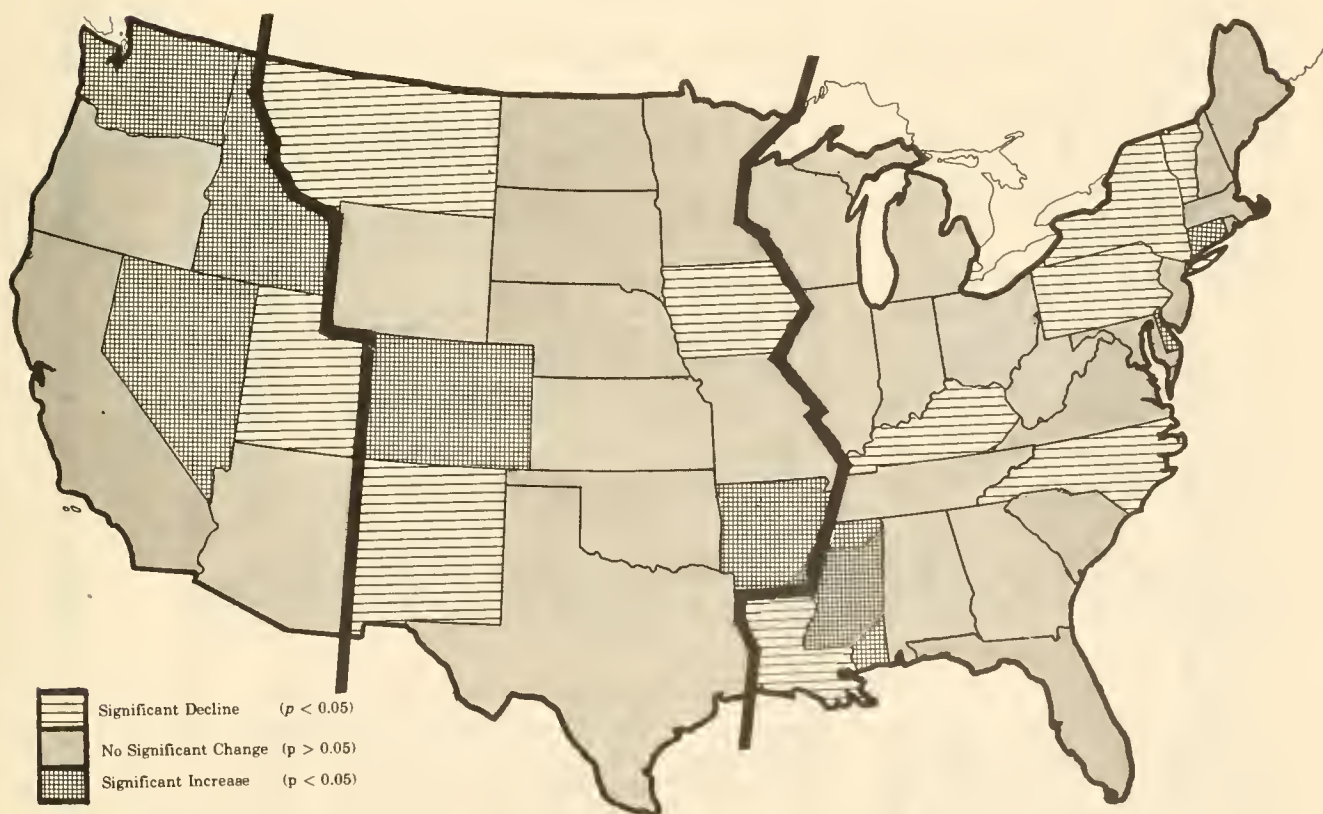 Significant Decline (p < 0.05)
No Significant Change (p > 0.05)
Significant Increase (p < 0.05)